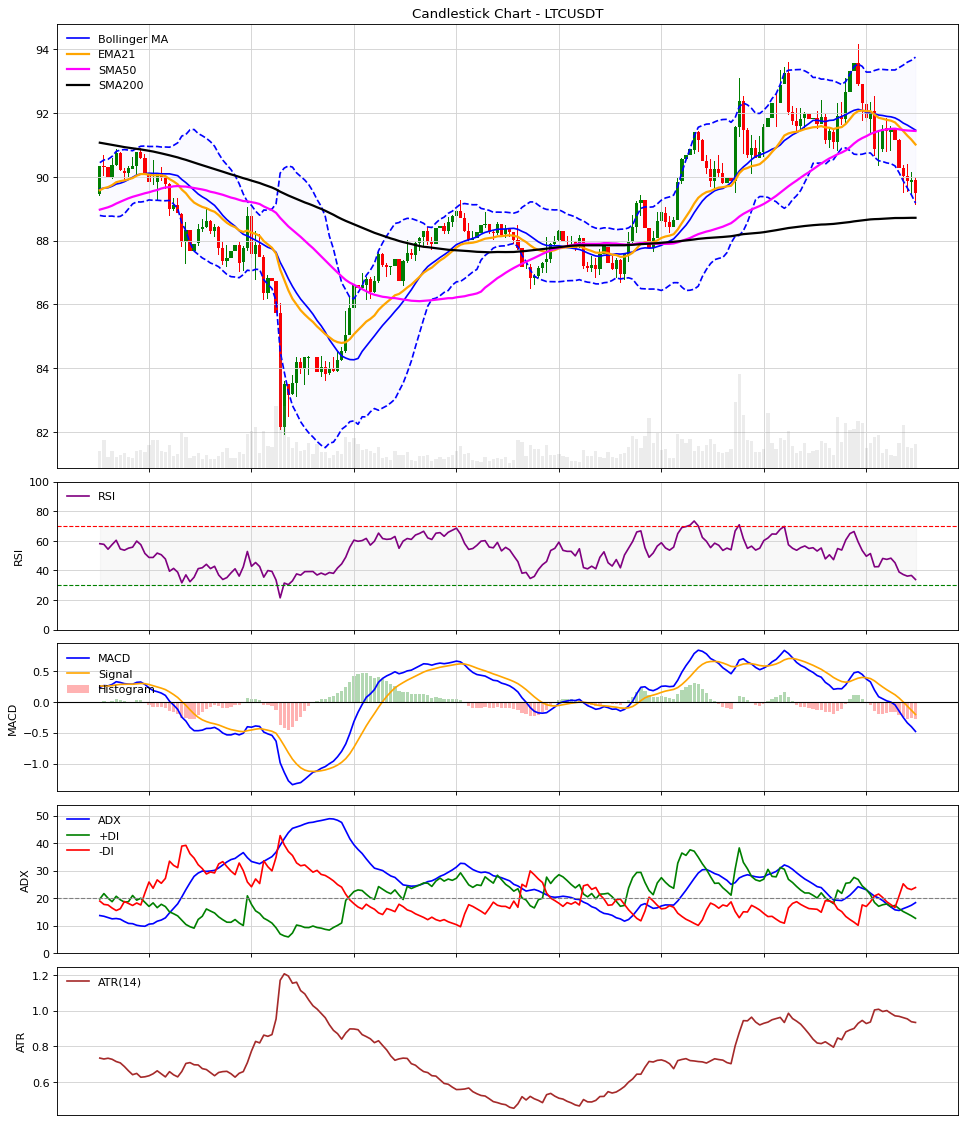 Candlestick Chart - LTCUSDT
Bollinger MA
EMA21
SMA50
SMA200
94
92
90
88
86
84
82
RSI
RSI
100
80
60
40
20
0
MACD
Signal
Histogram
MACD
0.5
0.0
−0.5
−1.0
ADX
+DI
-DI
ADX
50
40
30
20
10
0
ATR(14)
ATR
1.2
1.0
0.8
0.6